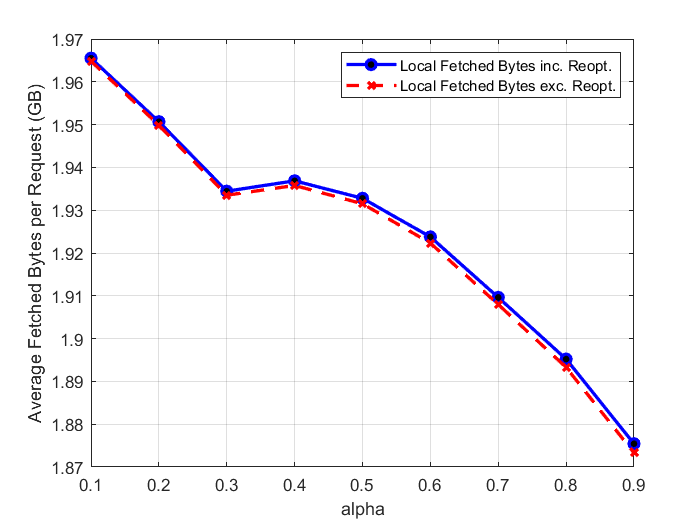 1.97
1.96
1.95
1.94
1.93
1.92
1.91
1.9
1.89
1.88
1.87
Average Fetched Bytes per Request (GB)
Local Fetched Bytes inc. Reopt.
Local Fetched Bytes exc. Reopt.
0.1 0.2 0.3 0.4 0.5 0.6 0.7 0.8 0.9
alpha